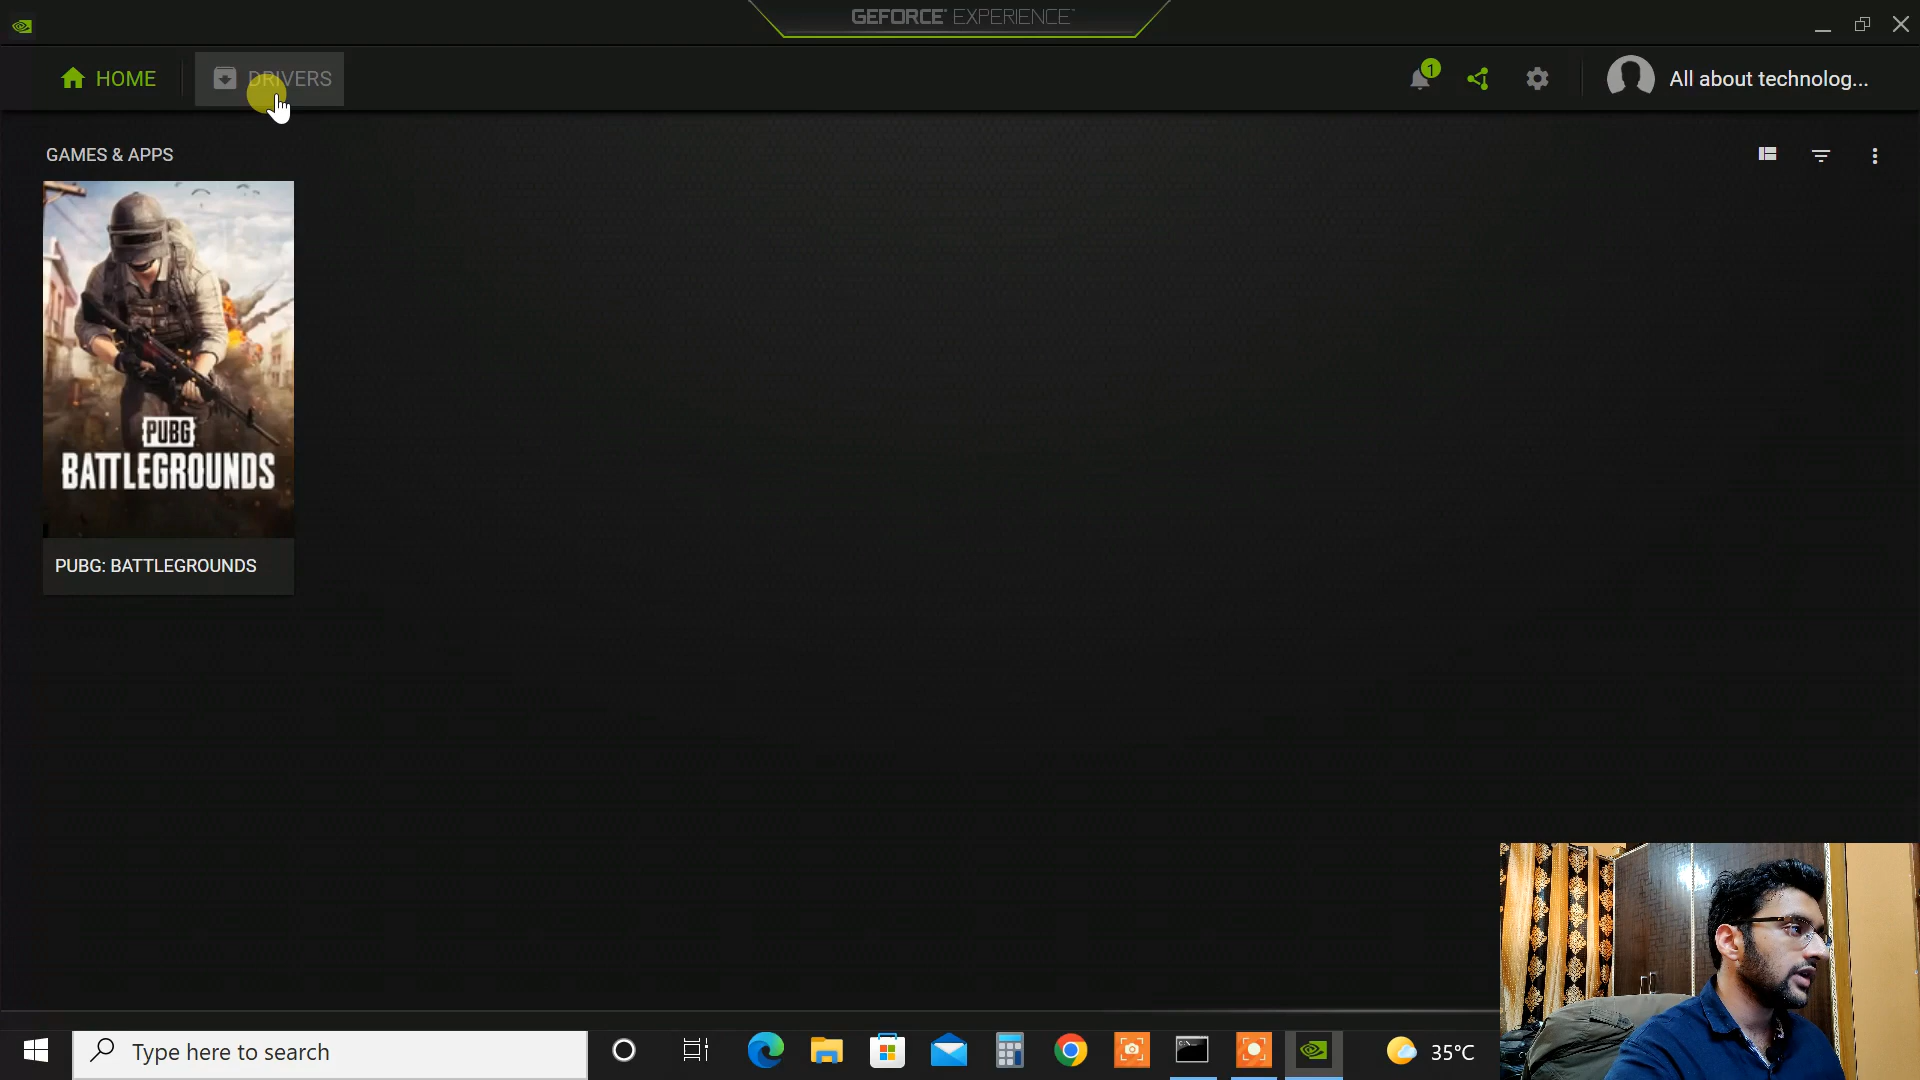 GEFORCE EXPERIENCE
HOME
DRIVERS
1
All about technolog...
GAMES & APPS
PUBG
BATTLEGROUNDS
PUBG: BATTLEGROUNDS
Type here to search
35°C